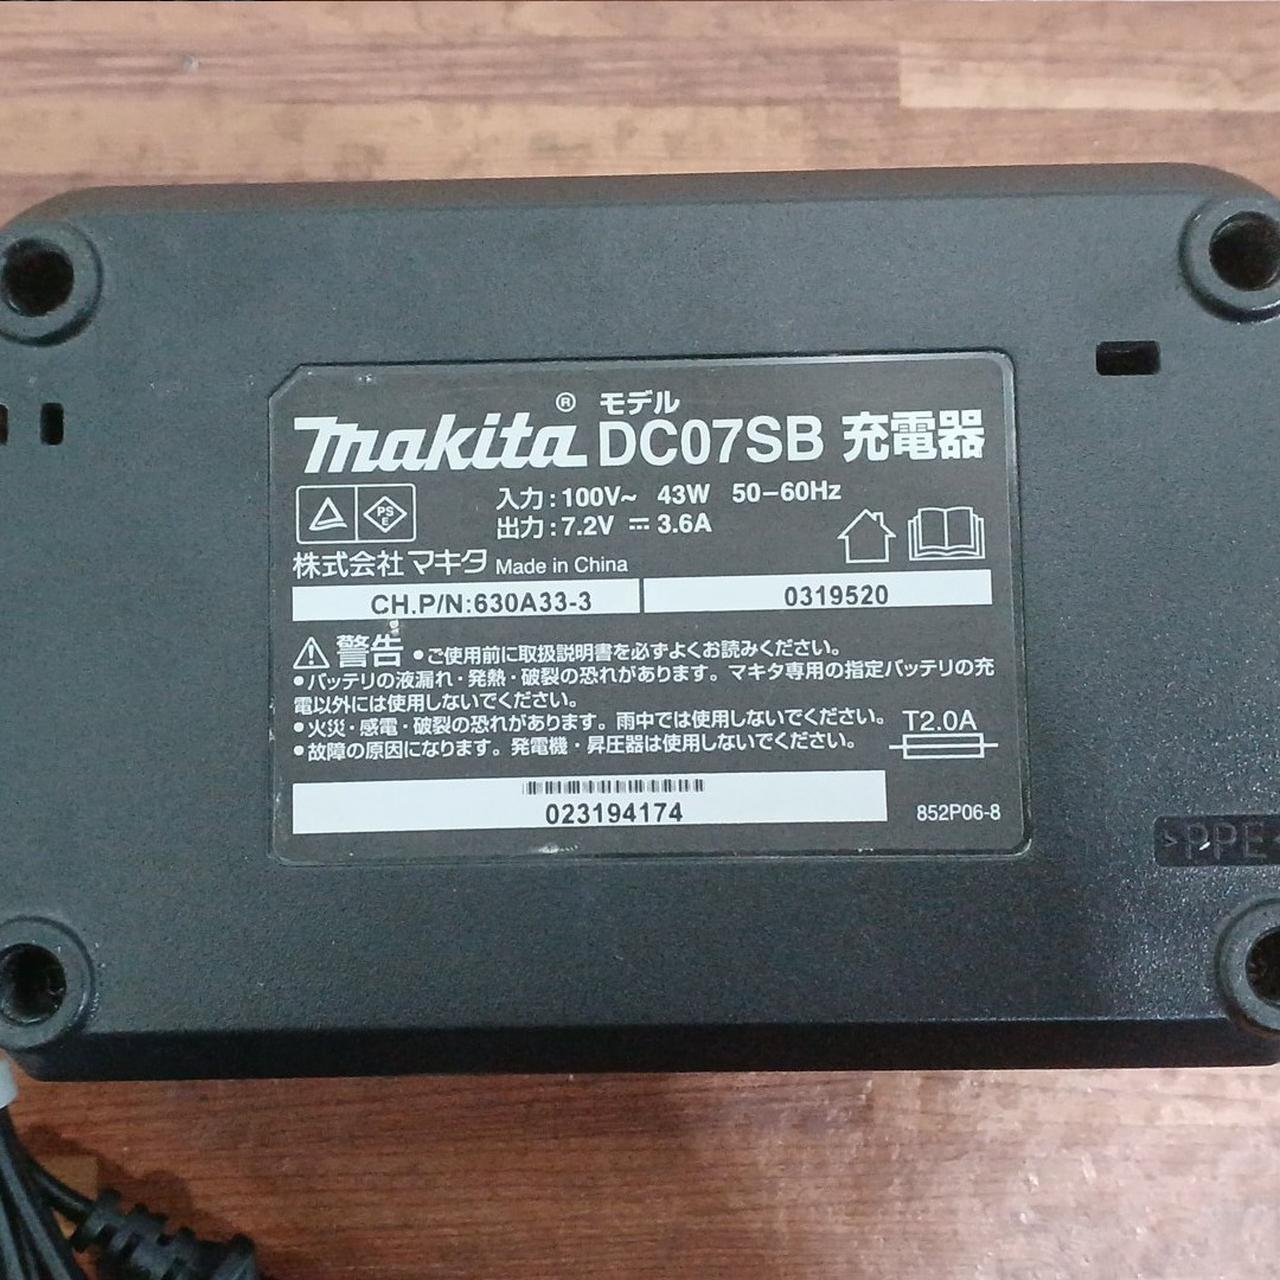 makita® モデル DC07SB 充電器
PS E
入力:100V~ 43W 50−60Hz
出力:7.2V ⎓ 3.6A
株式会社マキタ Made in China
CH.P/N:630A33-3
0319520
⚠ 警告 ●ご使用前に取扱説明書を必ずよくお読みください。
●バッテリの液漏れ・発熱・破裂の恐れがあります。マキタ専用の指定バッテリの充
電以外には使用しないでください。
●火災・感電・破裂の恐れがあります。雨中では使用しないでください。
●故障の原因になります。発電機・昇圧器は使用しないでください。
T2.0A
023194174
852P06-8
>PPE